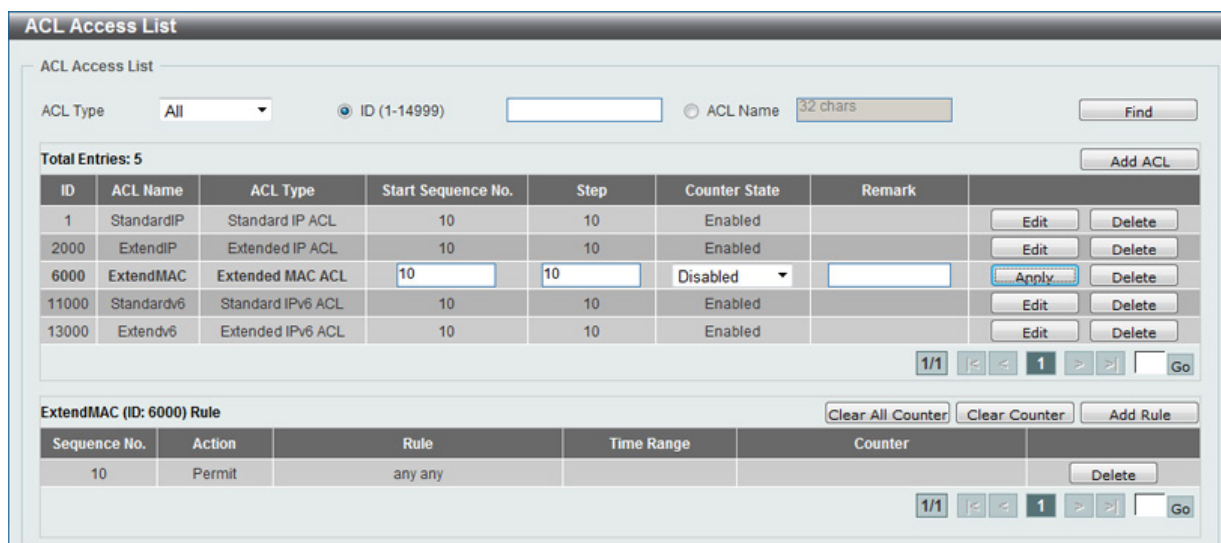 ACL Access List
ACL Access List
ACL Type All ID (1-14999) ACL Name 32 chars Find
Total Entries: 5 Add ACL
ID ACL Name ACL Type Start Sequence No. Step Counter State Remark
1 StandardIP Standard IP ACL 10 10 Enabled Edit Delete
2000 ExtendIP Extended IP ACL 10 10 Enabled Edit Delete
6000 ExtendMAC Extended MAC ACL 10 10 Disabled Apply Delete
11000 Standardv6 Standard IPv6 ACL 10 10 Enabled Edit Delete
13000 Extendv6 Extended IPv6 ACL 10 10 Enabled Edit Delete
1/1 |< < 1 > >| Go
ExtendMAC (ID: 6000) Rule Clear All Counter Clear Counter Add Rule
Sequence No. Action Rule Time Range Counter
10 Permit any any Delete
1/1 |< < 1 > >| Go